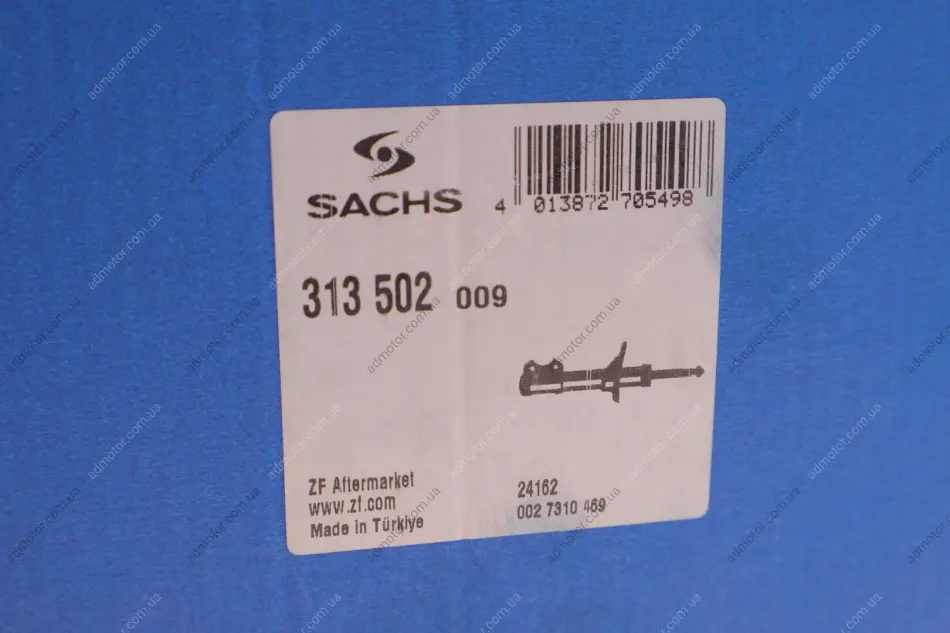 SACHS
4 013872 705498
313 502 009
ZF Aftermarket
www.zf.com
Made in Türkiye
24162
002 7310 469
admotor.com.ua